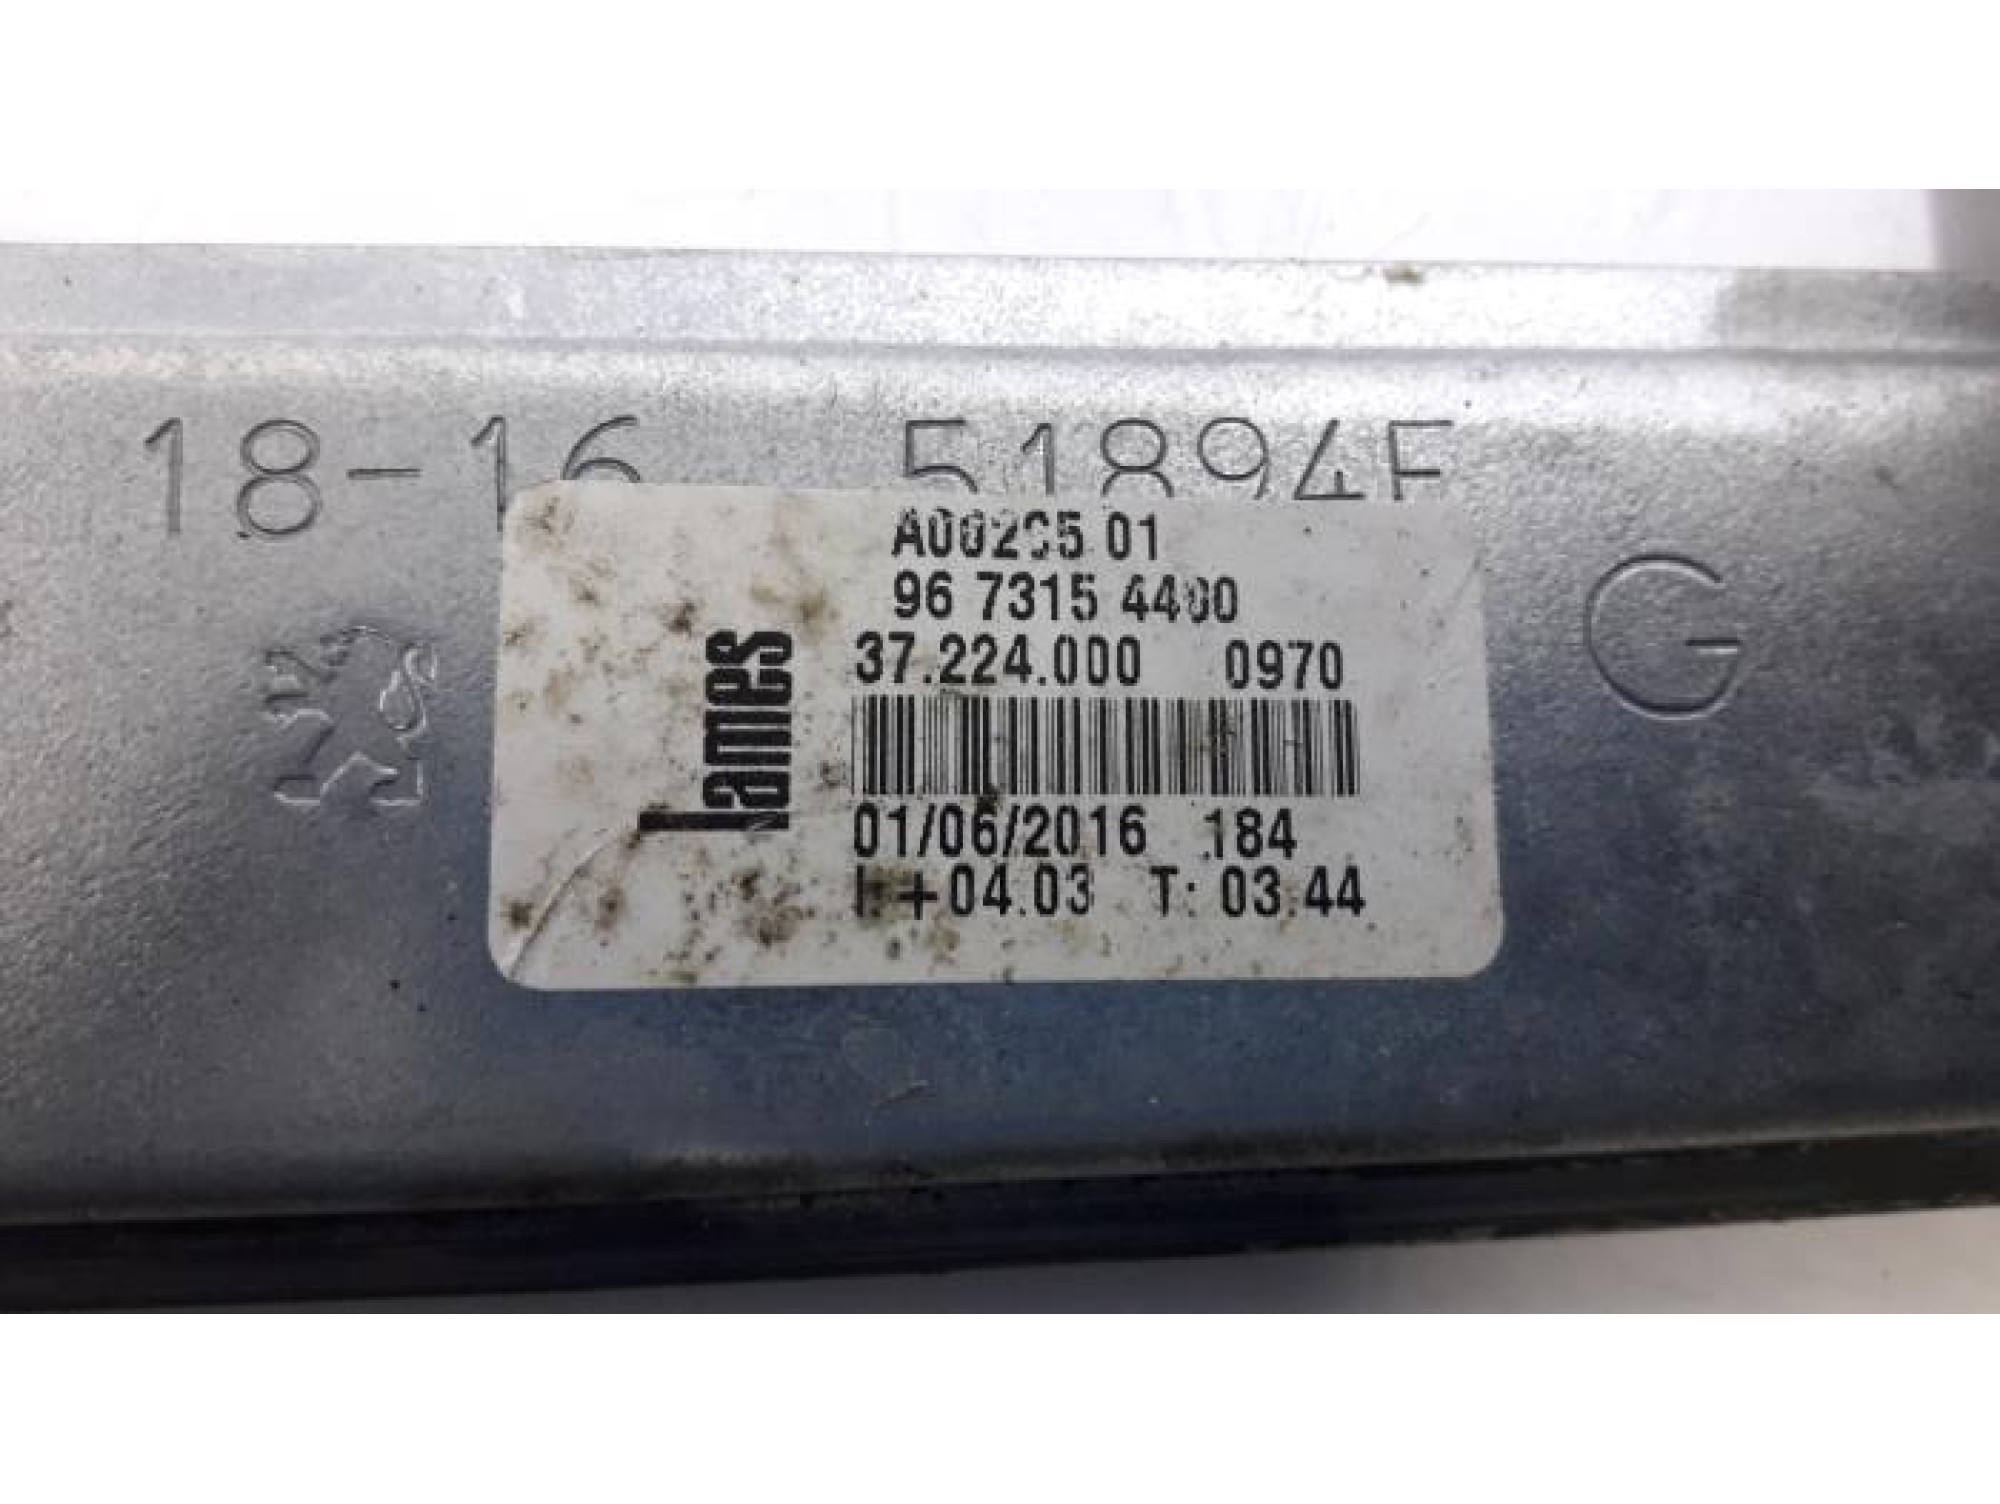 18-16 51894F
A00205.01
96 7315 4400
37.224.000 0970
lames
01/06/2016 184
I: +04.03 T: 03.44
G